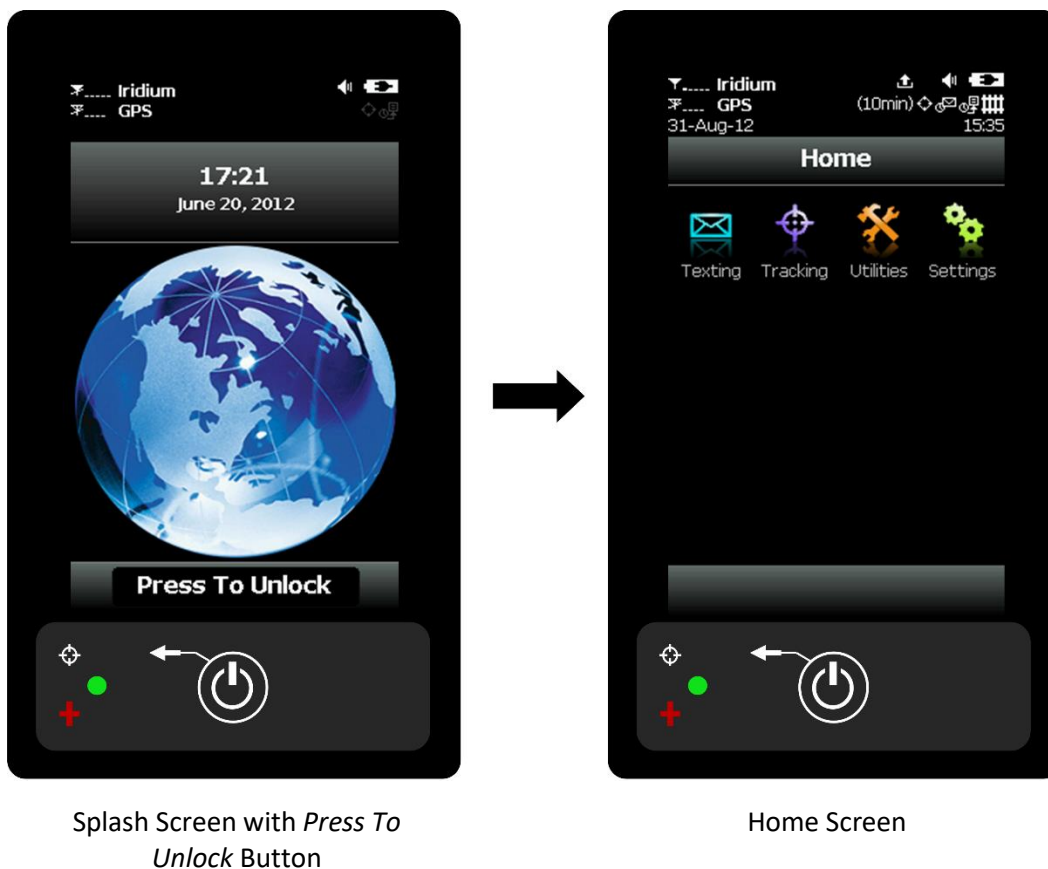 Iridium
GPS
17:21
June 20, 2012
Press To Unlock
Iridium
GPS (10min)
31-Aug-12 15:35
Home
Texting Tracking Utilities Settings
Splash Screen with Press To
Unlock Button
Home Screen